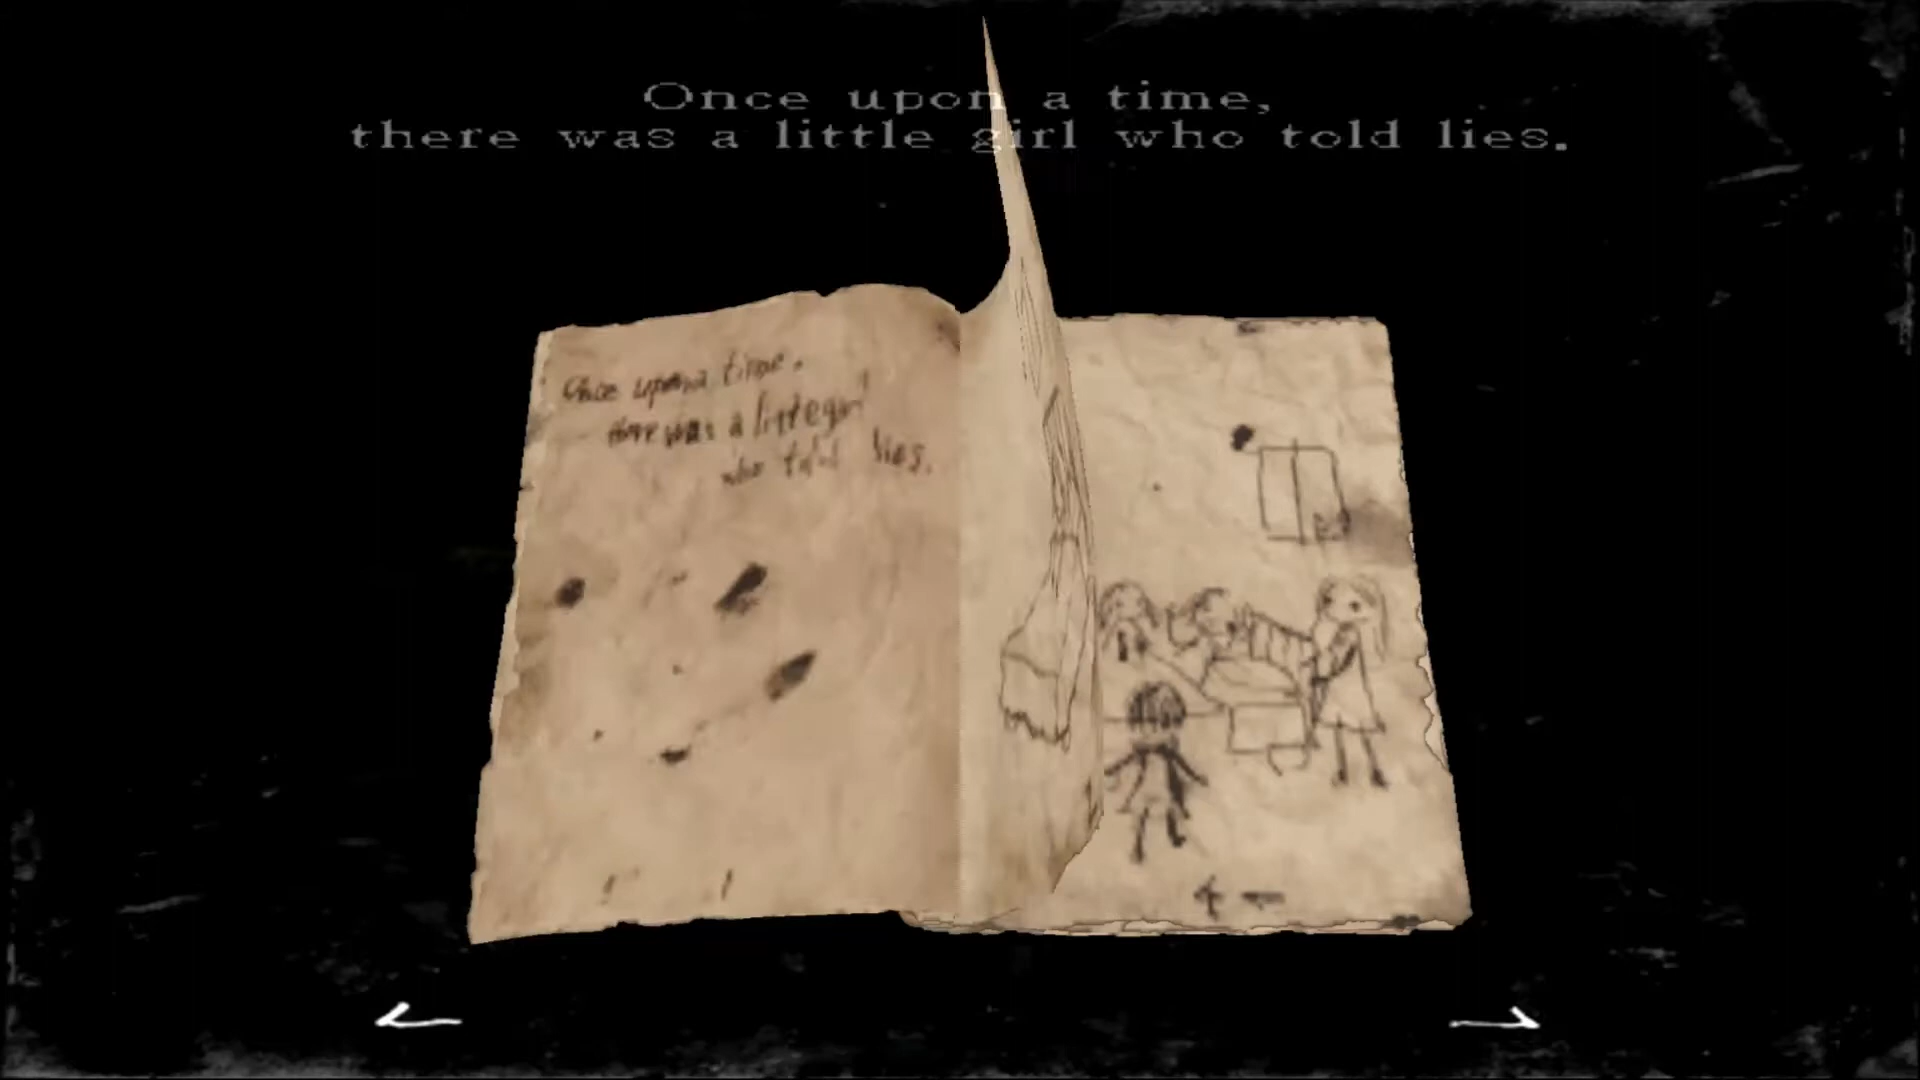 Once upon a time,
there was a little girl who told lies.
Once upon a time.
there was a little girl
who told lies.